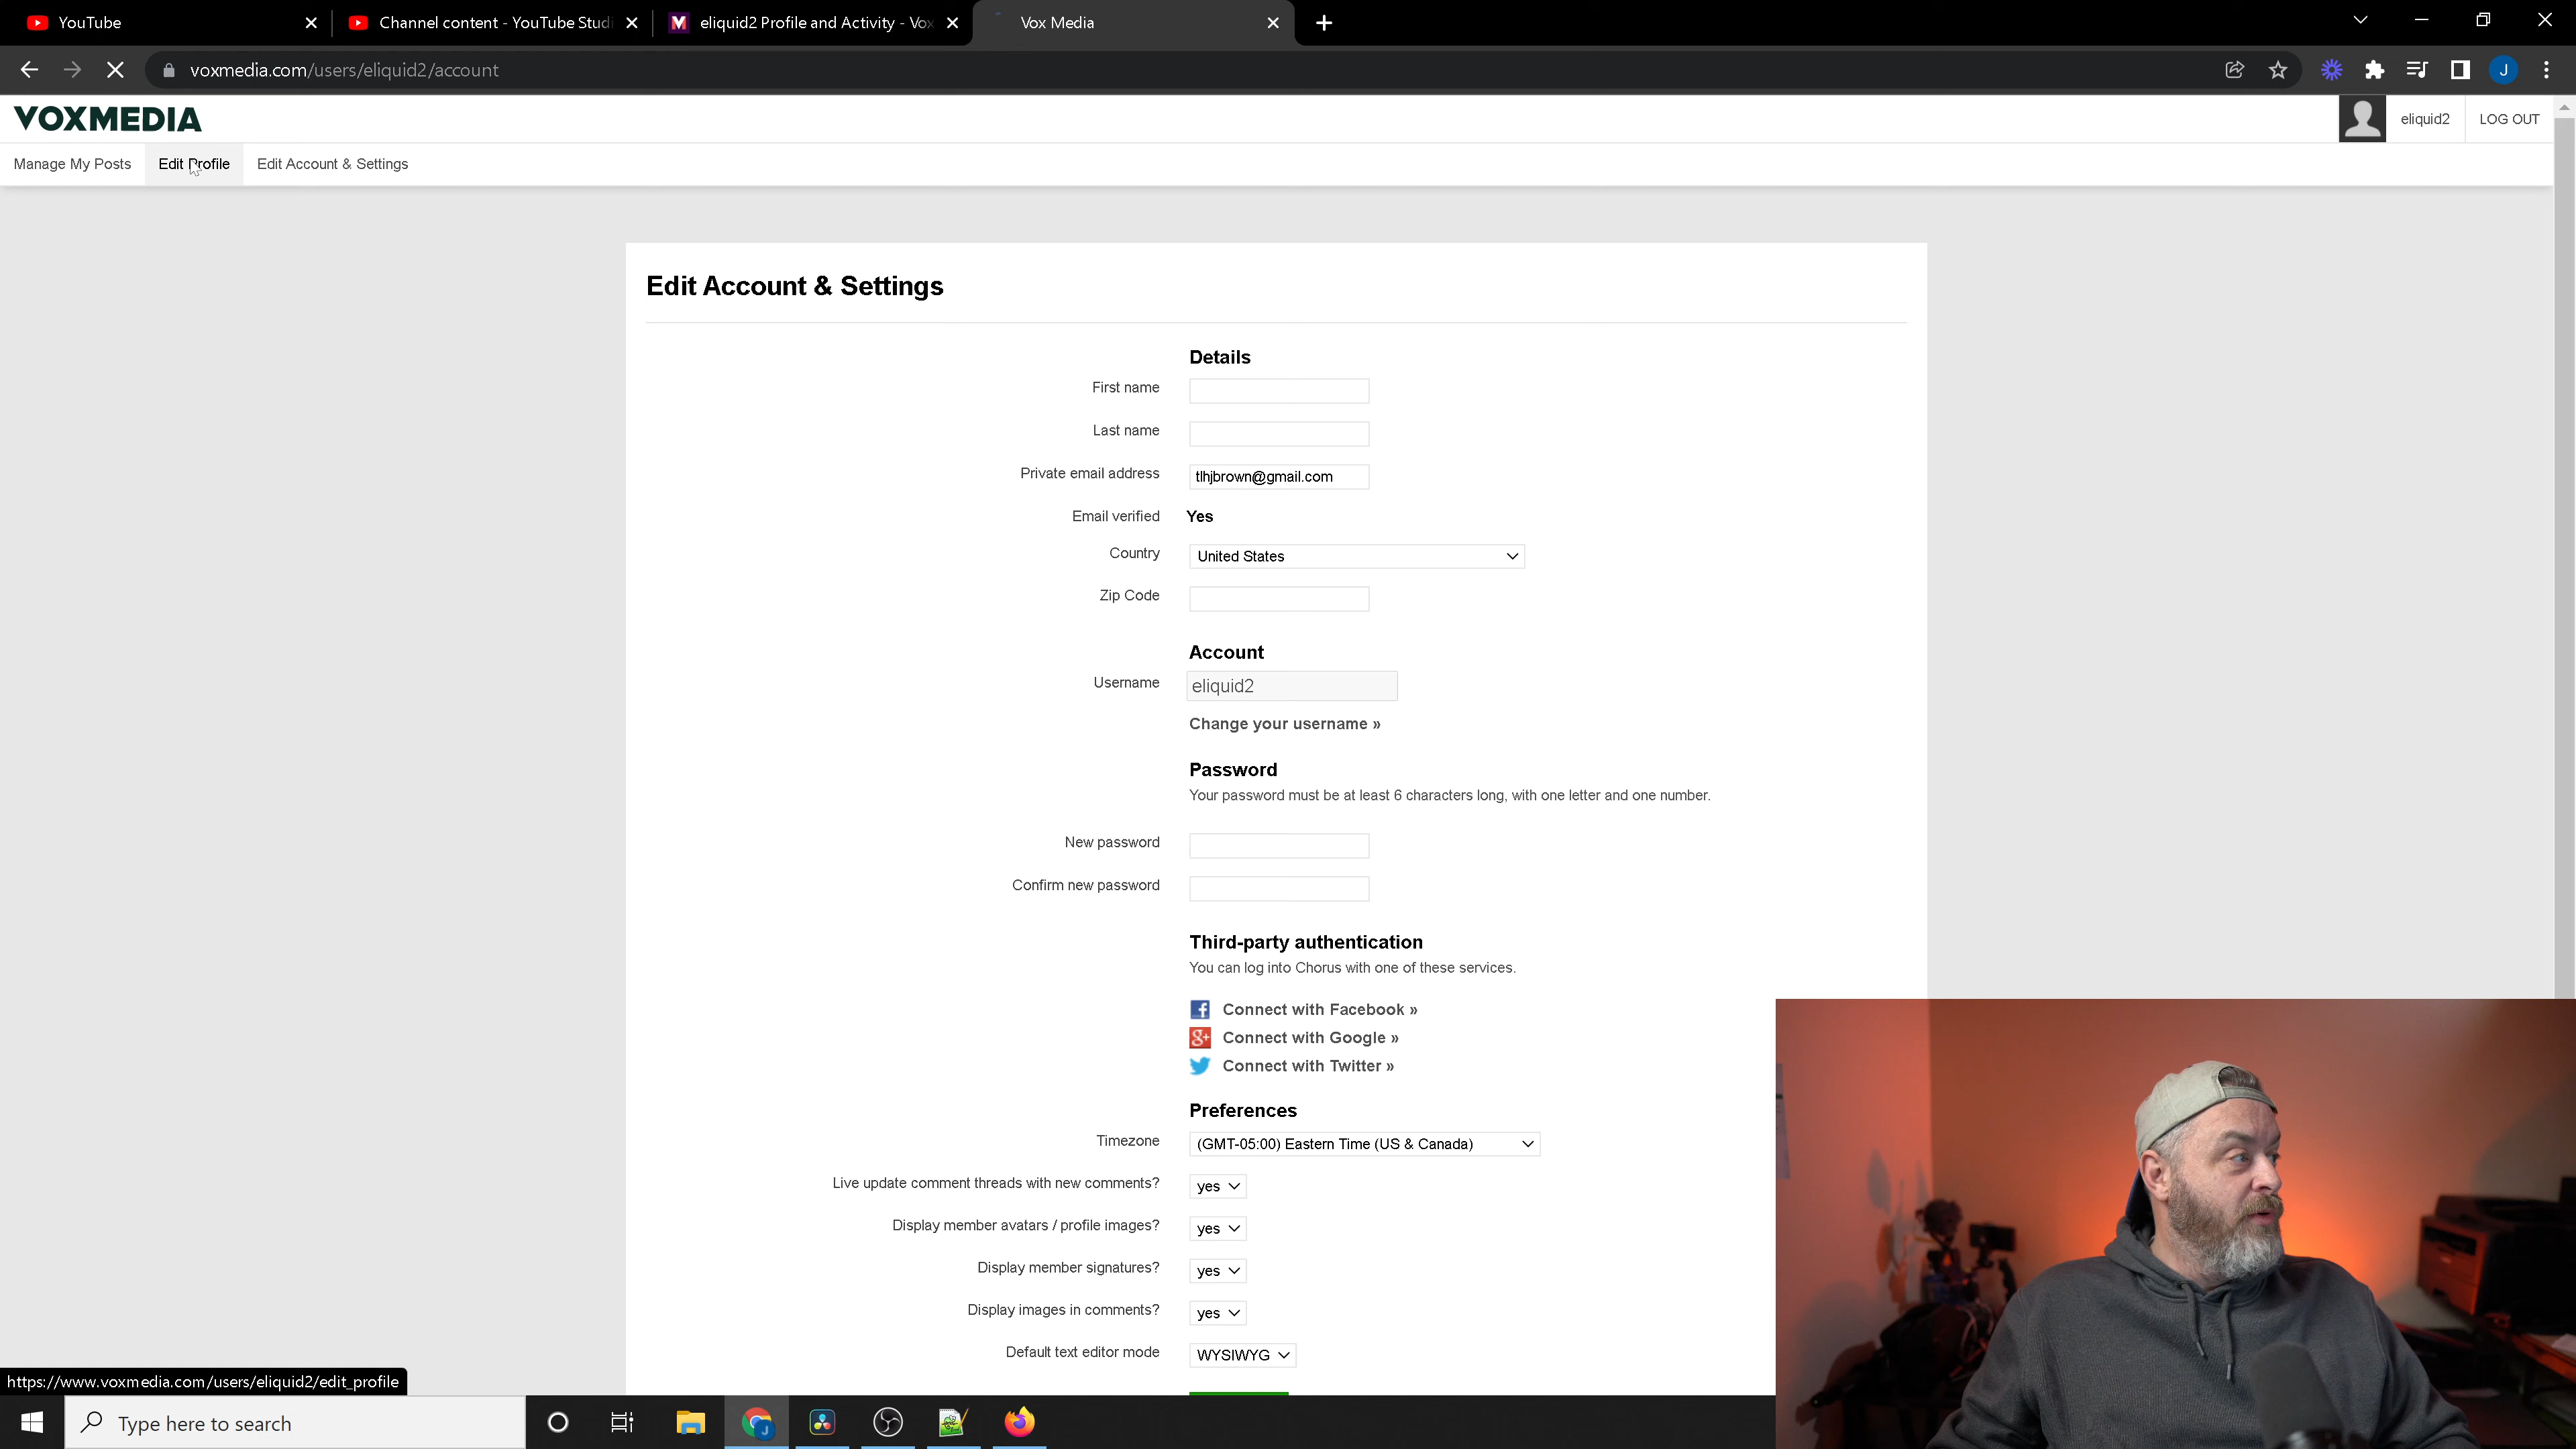 YouTube
Channel content - YouTube Studi
eliquid2 Profile and Activity - Vox
Vox Media
voxmedia.com/users/eliquid2/account
J
VOXMEDIA
eliquid2
LOG OUT
Manage My Posts
Edit Profile
Edit Account & Settings
Edit Account & Settings
Details
First name
Last name
Private email address
tlhjbrown@gmail.com
Email verified
Yes
Country
United States
Zip Code
Account
Username
eliquid2
Change your username »
Password
Your password must be at least 6 characters long, with one letter and one number.
New password
Confirm new password
Third-party authentication
You can log into Chorus with one of these services.
Connect with Facebook »
Connect with Google »
Connect with Twitter »
Preferences
Timezone
(GMT-05:00) Eastern Time (US & Canada)
Live update comment threads with new comments?
yes
Display member avatars / profile images?
yes
Display member signatures?
yes
Display images in comments?
yes
Default text editor mode
WYSIWYG
https://www.voxmedia.com/users/eliquid2/edit_profile
Type here to search